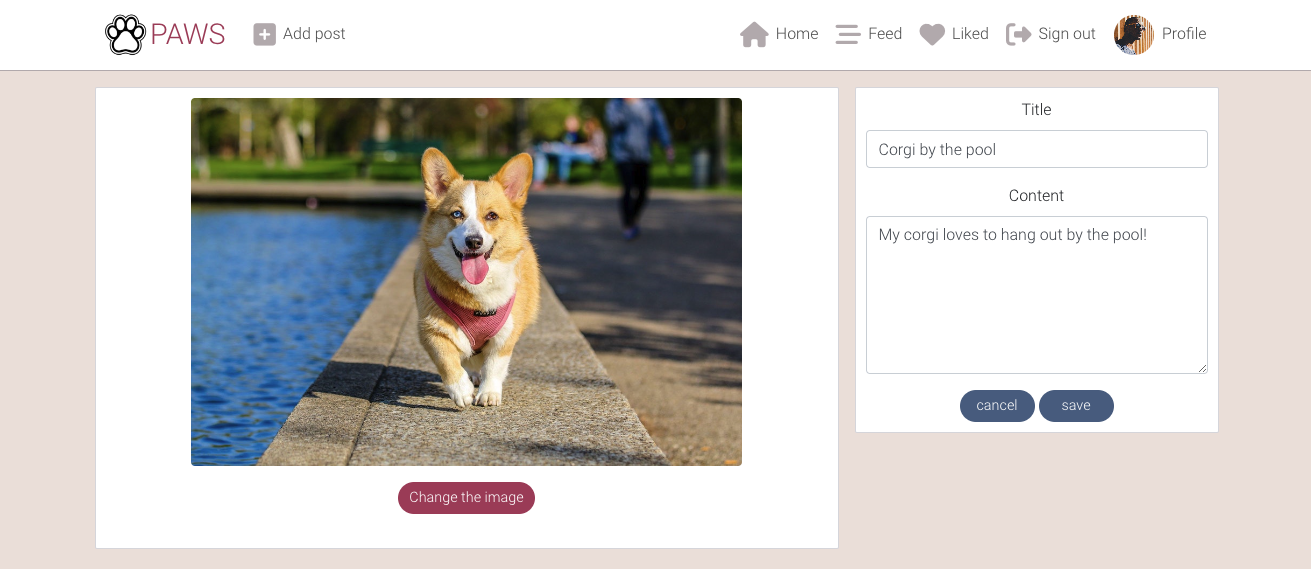 PAWS
Add post
Home
Feed
Liked
Sign out
Profile
Title
Corgi by the pool
Content
My corgi loves to hang out by the pool!
cancel
save
Change the image